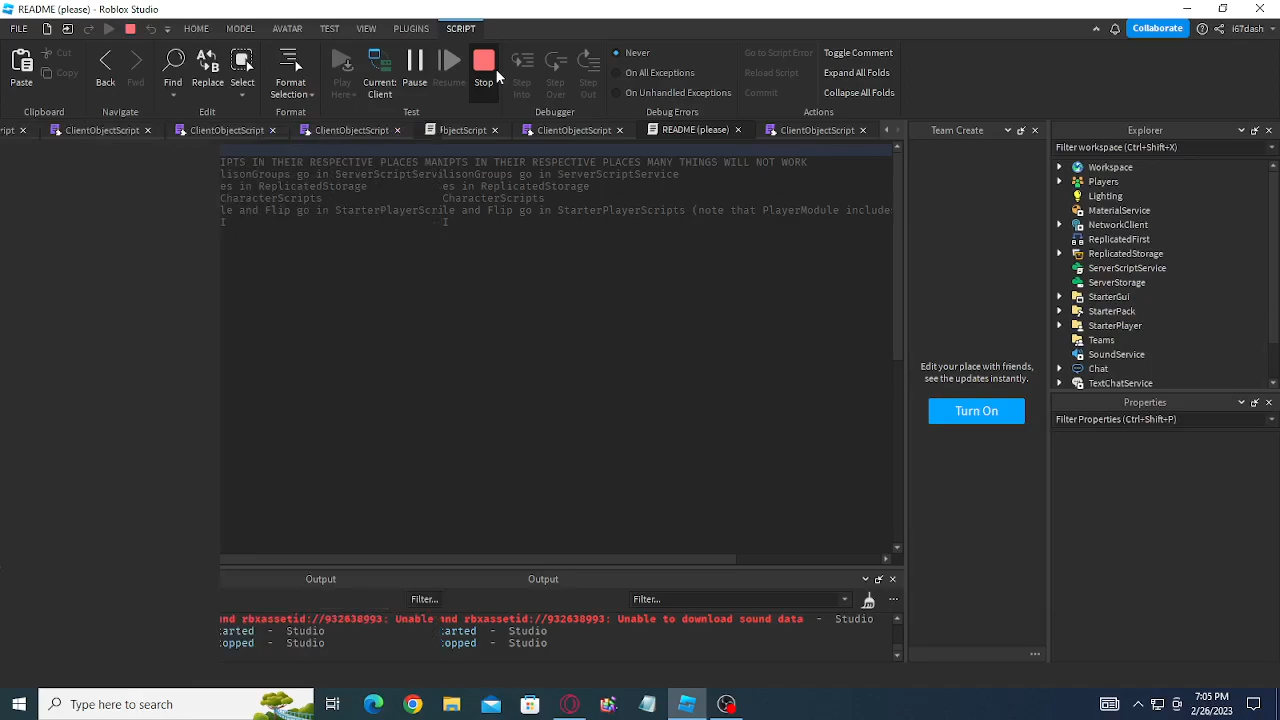 README (please) - Roblox Studio
FILE HOME MODEL AVATAR TEST VIEW PLUGINS SCRIPT Collaborate i67dash
Paste Cut Copy Back Fwd Find Replace Select Format Selection Play Here Current: Client Pause Resume Stop Step Into Step Over Step Out
Never
On All Exceptions
On Unhandled Exceptions
Go to Script Error
Reload Script
Commit
Toggle Comment
Expand All Folds
Collapse All Folds
Clipboard Navigate Edit Test Debugger Debug Errors Actions
cript ClientObjectScript ClientObjectScript ClientObjectScript bjectScript ClientObjectScript README (please) ClientObjectScript
IPTS IN THEIR RESPECTIVE PLACES MANIPTS IN THEIR RESPECTIVE PLACES MANY THINGS WILL NOT WORK
llisonGroups go in ServerScriptServillisonGroups go in ServerScriptService
es in ReplicatedStorage es in ReplicatedStorage
CharacterScripts CharacterScripts
le and Flip go in StarterPlayerScrile and Flip go in StarterPlayerScripts (note that PlayerModule includes
I I
Output Output
Filter... Filter...
und rbxassetid://932638993: Unable und rbxassetid://932638993: Unable to download sound data - Studio
arted - Studio arted - Studio
opped - Studio opped - Studio
Team Create
Edit your place with friends,
see the updates instantly.
Turn On
Explorer
Filter workspace (Ctrl+Shift+X)
Workspace
Players
Lighting
MaterialService
NetworkClient
ReplicatedFirst
ReplicatedStorage
ServerScriptService
ServerStorage
StarterGui
StarterPack
StarterPlayer
Teams
SoundService
Chat
TextChatService
Properties
Filter Properties (Ctrl+Shift+P)
Type here to search
7:05 PM
2/26/2023